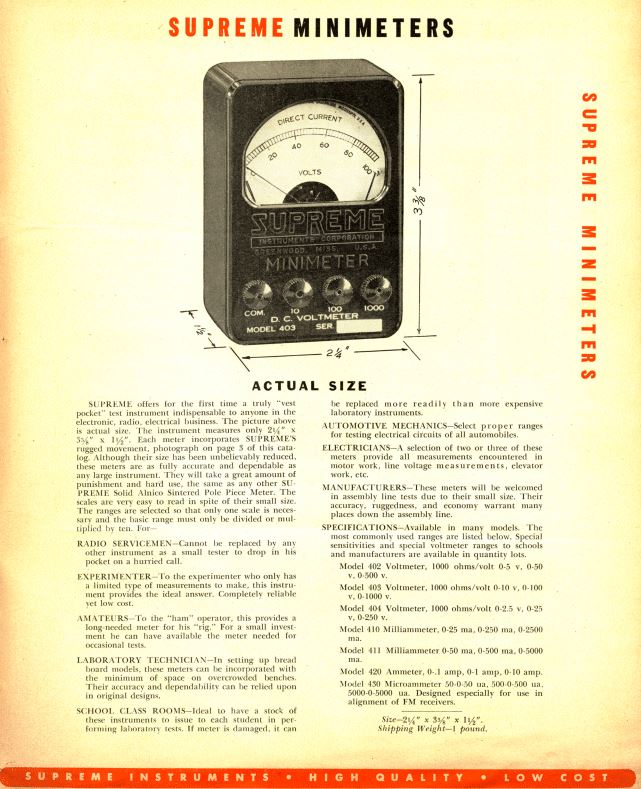 SUPREME MINIMETERS
DIRECT CURRENT
0 20 40 60 80 100
VOLTS
SUPREME
INSTRUMENTS CORPORATION
GREENWOOD, MISS. U.S.A.
MINIMETER
COM. 10 100 1000
D. C. VOLTMETER
MODEL 403 SER.
3 3/8"
1 1/2"
2 1/4"
SUPREME MINIMETERS
ACTUAL SIZE
SUPREME offers for the first time a truly "vest
pocket" test instrument indispensable to anyone in the
electronic, radio, electrical business. The picture above
is actual size. The instrument measures only 2¼" x
3⅜" x 1½". Each meter incorporates SUPREME'S
rugged movement, photograph on page 3 of this cata-
log. Although their size has been unbelievably reduced,
these meters are as fully accurate and dependable as
any large instrument. They will take a great amount of
punishment and hard use, the same as any other SU-
PREME Solid Alnico Sintered Pole Piece Meter. The
scales are very easy to read in spite of their small size.
The ranges are selected so that only one scale is neces-
sary and the basic range must only be divided or mul-
tiplied by ten. For—
RADIO SERVICEMEN—Cannot be replaced by any
other instrument as a small tester to drop in his
pocket on a hurried call.
EXPERIMENTER—To the experimenter who only has
a limited type of measurements to make, this instru-
ment provides the ideal answer. Completely reliable
yet low cost.
AMATEURS—To the "ham" operator, this provides a
long-needed meter for his "rig." For a small invest-
ment he can have available the meter needed for
occasional tests.
LABORATORY TECHNICIAN—In setting up bread
board models, these meters can be incorporated with
the minimum of space on overcrowded benches.
Their accuracy and dependability can be relied upon
in original designs.
SCHOOL CLASS ROOMS—Ideal to have a stock of
these instruments to issue to each student in per-
forming laboratory tests. If meter is damaged, it can
be replaced more readily than more expensive
laboratory instruments.
AUTOMOTIVE MECHANICS—Select proper ranges
for testing electrical circuits of all automobiles.
ELECTRICIANS—A selection of two or three of these
meters provide all measurements encountered in
motor work, line voltage measurements, elevator
work, etc.
MANUFACTURERS—These meters will be welcomed
in assembly line tests due to their small size. Their
accuracy, ruggedness, and economy warrant many
places down the assembly line.
SPECIFICATIONS—Available in many models. The
most commonly used ranges are listed below. Special
sensitivities and special voltmeter ranges to schools
and manufacturers are available in quantity lots.
Model 402 Voltmeter, 1000 ohms/volt 0-5 v, 0-50
v, 0-500 v.
Model 403 Voltmeter, 1000 ohms/volt 0-10 v, 0-100
v, 0-1000 v.
Model 404 Voltmeter, 1000 ohms/volt 0-2.5 v, 0-25
v, 0-250 v.
Model 410 Milliammeter, 0-25 ma, 0-250 ma, 0-2500
ma.
Model 411 Milliammeter 0-50 ma, 0-500 ma, 0-5000
ma.
Model 420 Ammeter, 0-.1 amp, 0-1 amp, 0-10 amp.
Model 430 Microammeter 50-0-50 ua, 500-0-500 ua,
5000-0-5000 ua. Designed especially for use in
alignment of FM receivers.
Size—2¼" x 3⅜" x 1½".
Shipping Weight—1 pound.
SUPREME INSTRUMENTS • HIGH QUALITY • LOW COST